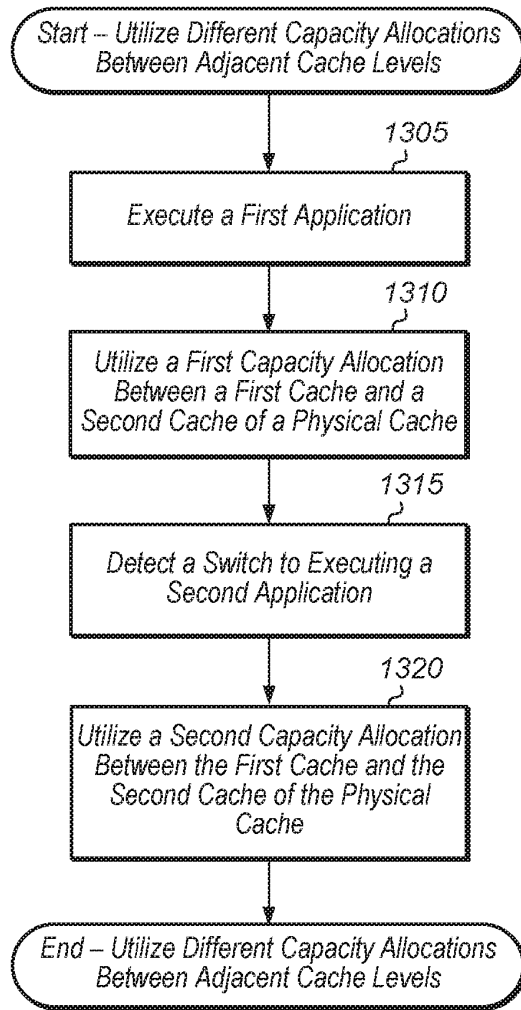 Start – Utilize Different Capacity Allocations
Between Adjacent Cache Levels
1305
Execute a First Application
1310
Utilize a First Capacity Allocation
Between a First Cache and a
Second Cache of a Physical Cache
1315
Detect a Switch to Executing a
Second Application
1320
Utilize a Second Capacity Allocation
Between the First Cache and the
Second Cache of the Physical
Cache
End – Utilize Different Capacity Allocations
Between Adjacent Cache Levels